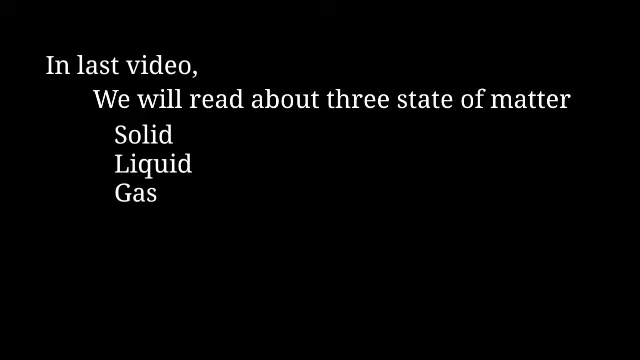 In last video,
We will read about three state of matter
Solid
Liquid
Gas